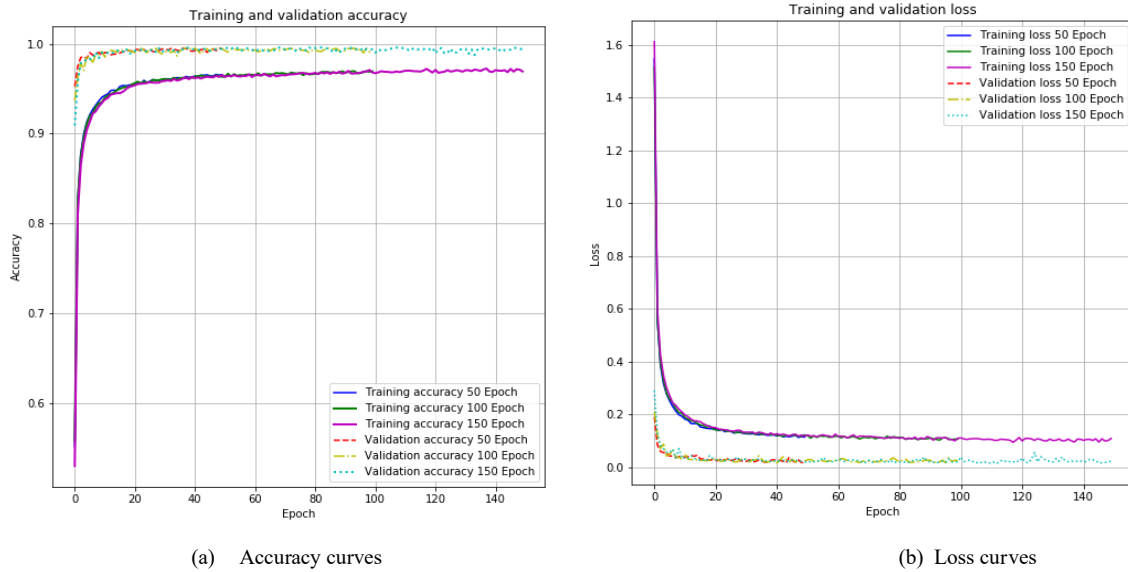 Training and validation accuracy
1.0
0.9
0.8
0.7
0.6
Accuracy
0
20
40
60
80
100
120
140
Epoch
Training accuracy 50 Epoch
Training accuracy 100 Epoch
Training accuracy 150 Epoch
Validation accuracy 50 Epoch
Validation accuracy 100 Epoch
Validation accuracy 150 Epoch
(a) Accuracy curves
Training and validation loss
1.6
1.4
1.2
1.0
0.8
0.6
0.4
0.2
0.0
Loss
0
20
40
60
80
100
120
140
Epoch
Training loss 50 Epoch
Training loss 100 Epoch
Training loss 150 Epoch
Validation loss 50 Epoch
Validation loss 100 Epoch
Validation loss 150 Epoch
(b) Loss curves